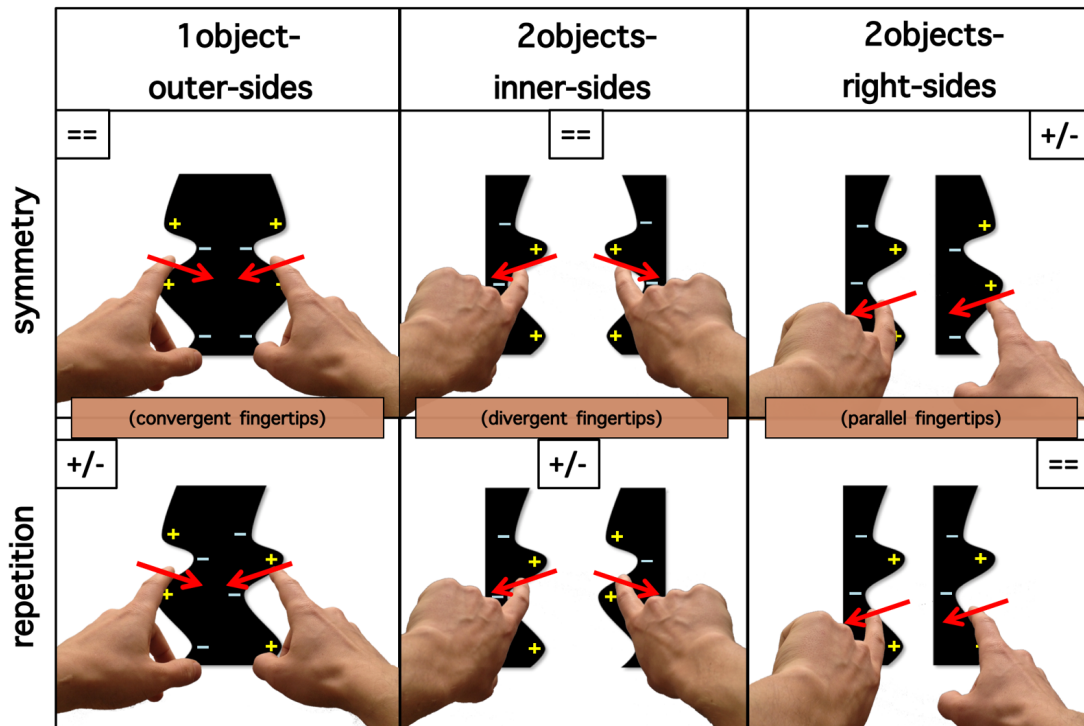 1object-
outer-sides
2objects-
inner-sides
2objects-
right-sides
symmetry
==
==
+/-
+ +
- -
+ +
- -
- -
+ +
- -
+ +
- +
+ -
- +
+ -
(convergent fingertips)
(divergent fingertips)
(parallel fingertips)
repetition
+/-
+/-
==
+ -
- +
+ -
- +
- +
+ -
- +
+ -
- -
+ +
- -
+ +